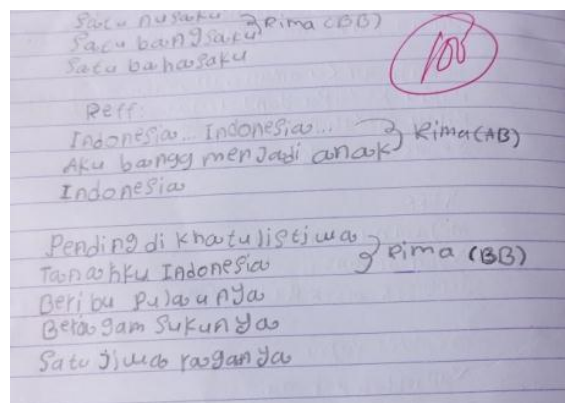 Satu nusaku Rima (BB)
Satu bangsaku
Satu bahasaku
100
Reff:
Indonesia... Indonesia... Rima (AB)
Aku bangg menjadi anak
Indonesia
Pending di khatulistiwa Rima (BB)
Tanahku Indonesia
Beribu Pulaunya
Beragam Sukunya
Satu jiwa raganya